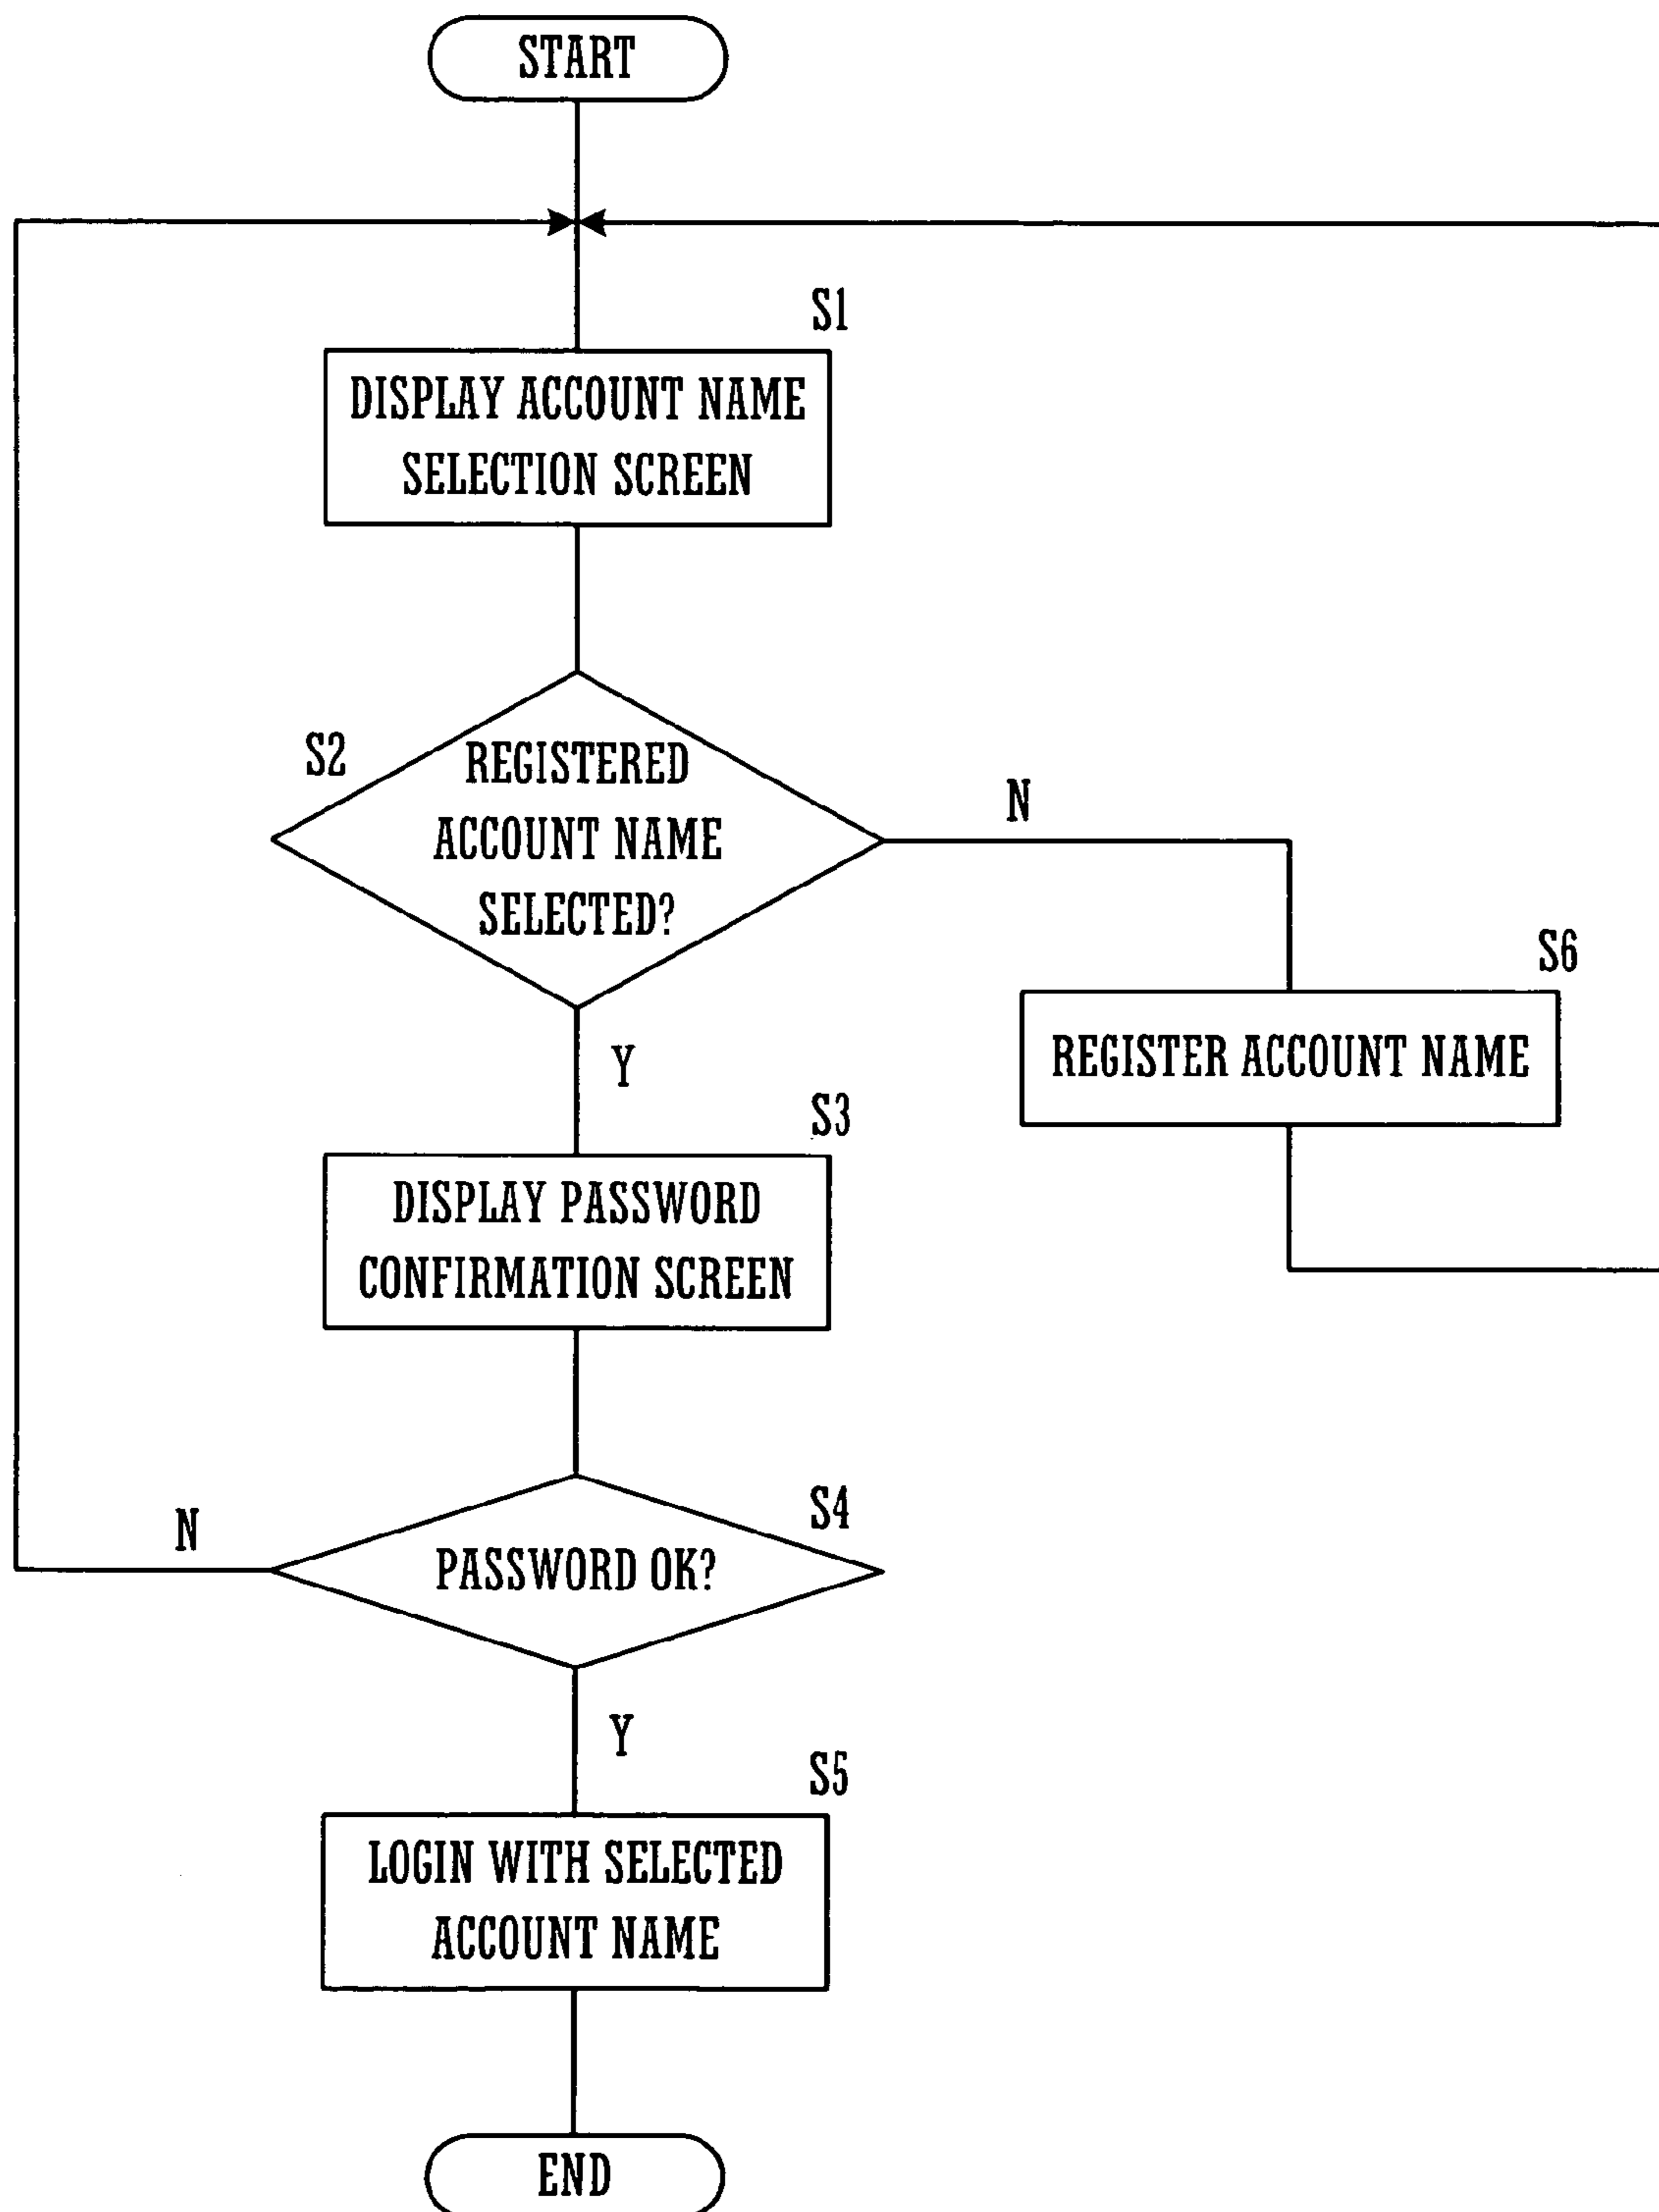 START
S1
DISPLAY ACCOUNT NAME
SELECTION SCREEN
S2
REGISTERED
ACCOUNT NAME
SELECTED?
N
S6
REGISTER ACCOUNT NAME
Y
S3
DISPLAY PASSWORD
CONFIRMATION SCREEN
S4
PASSWORD OK?
N
Y
S5
LOGIN WITH SELECTED
ACCOUNT NAME
END